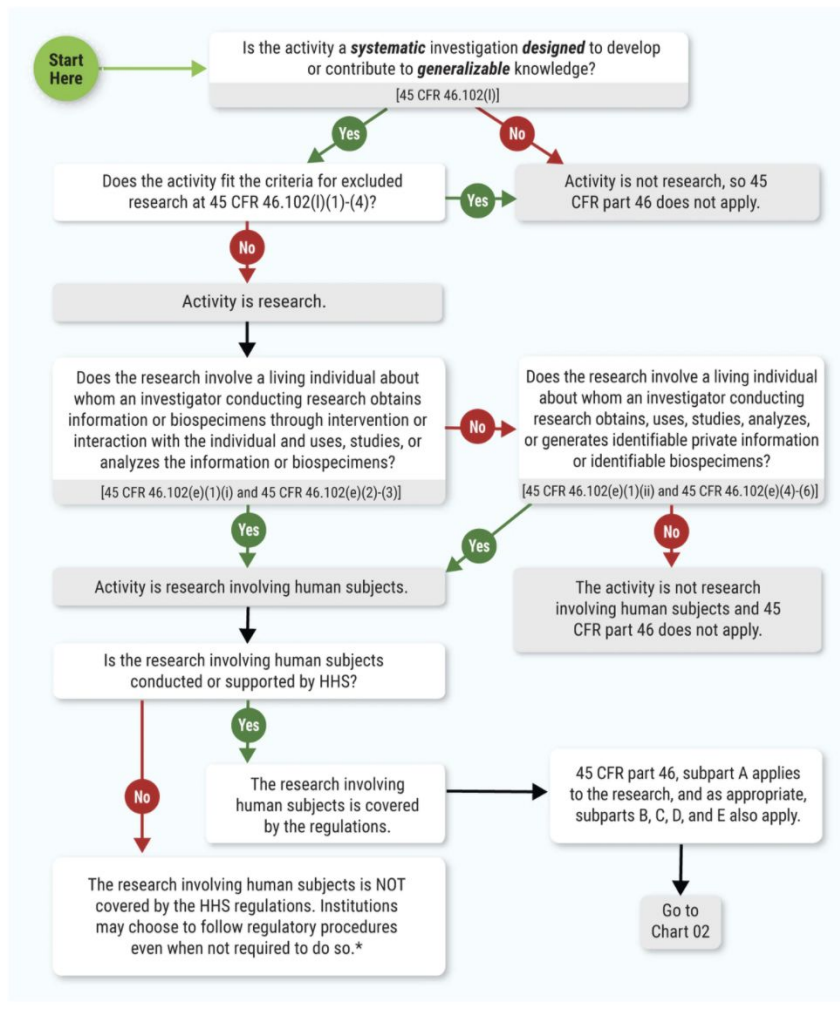 Start
Here
Is the activity a systematic investigation designed to develop
or contribute to generalizable knowledge?
[45 CFR 46.102(l)]
Yes
No
Does the activity fit the criteria for excluded
research at 45 CFR 46.102(l)(1)-(4)?
Yes
Activity is not research, so 45
CFR part 46 does not apply.
No
Activity is research.
Does the research involve a living individual about
whom an investigator conducting research obtains
information or biospecimens through intervention or
interaction with the individual and uses, studies, or
analyzes the information or biospecimens?
[45 CFR 46.102(e)(1)(i) and 45 CFR 46.102(e)(2)-(3)]
No
Does the research involve a living individual
about whom an investigator conducting
research obtains, uses, studies, analyzes,
or generates identifiable private information
or identifiable biospecimens?
[45 CFR 46.102(e)(1)(ii) and 45 CFR 46.102(e)(4)-(6)]
Yes
Yes
No
Activity is research involving human subjects.
The activity is not research
involving human subjects and 45
CFR part 46 does not apply.
Is the research involving human subjects
conducted or supported by HHS?
Yes
No
The research involving
human subjects is covered
by the regulations.
45 CFR part 46, subpart A applies
to the research, and as appropriate,
subparts B, C, D, and E also apply.
The research involving human subjects is NOT
covered by the HHS regulations. Institutions
may choose to follow regulatory procedures
even when not required to do so.*
Go to
Chart 02